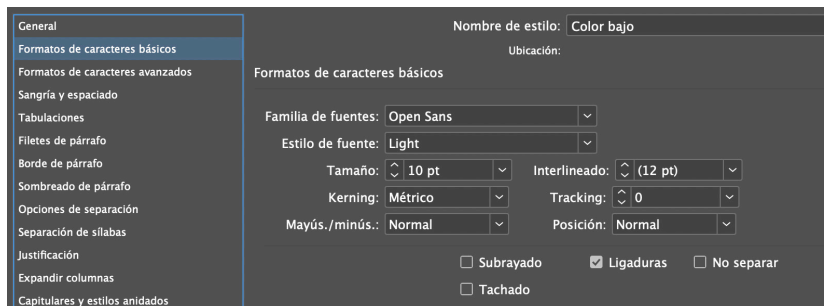 General
Formatos de caracteres básicos
Formatos de caracteres avanzados
Sangría y espaciado
Tabulaciones
Filetes de párrafo
Borde de párrafo
Sombreado de párrafo
Opciones de separación
Separación de sílabas
Justificación
Expandir columnas
Capitulares y estilos anidados
Nombre de estilo: Color bajo
Ubicación:
Formatos de caracteres básicos
Familia de fuentes: Open Sans
Estilo de fuente: Light
Tamaño: 10 pt Interlineado: (12 pt)
Kerning: Métrico Tracking: 0
Mayús./minús.: Normal Posición: Normal
Subrayado Ligaduras No separar
Tachado